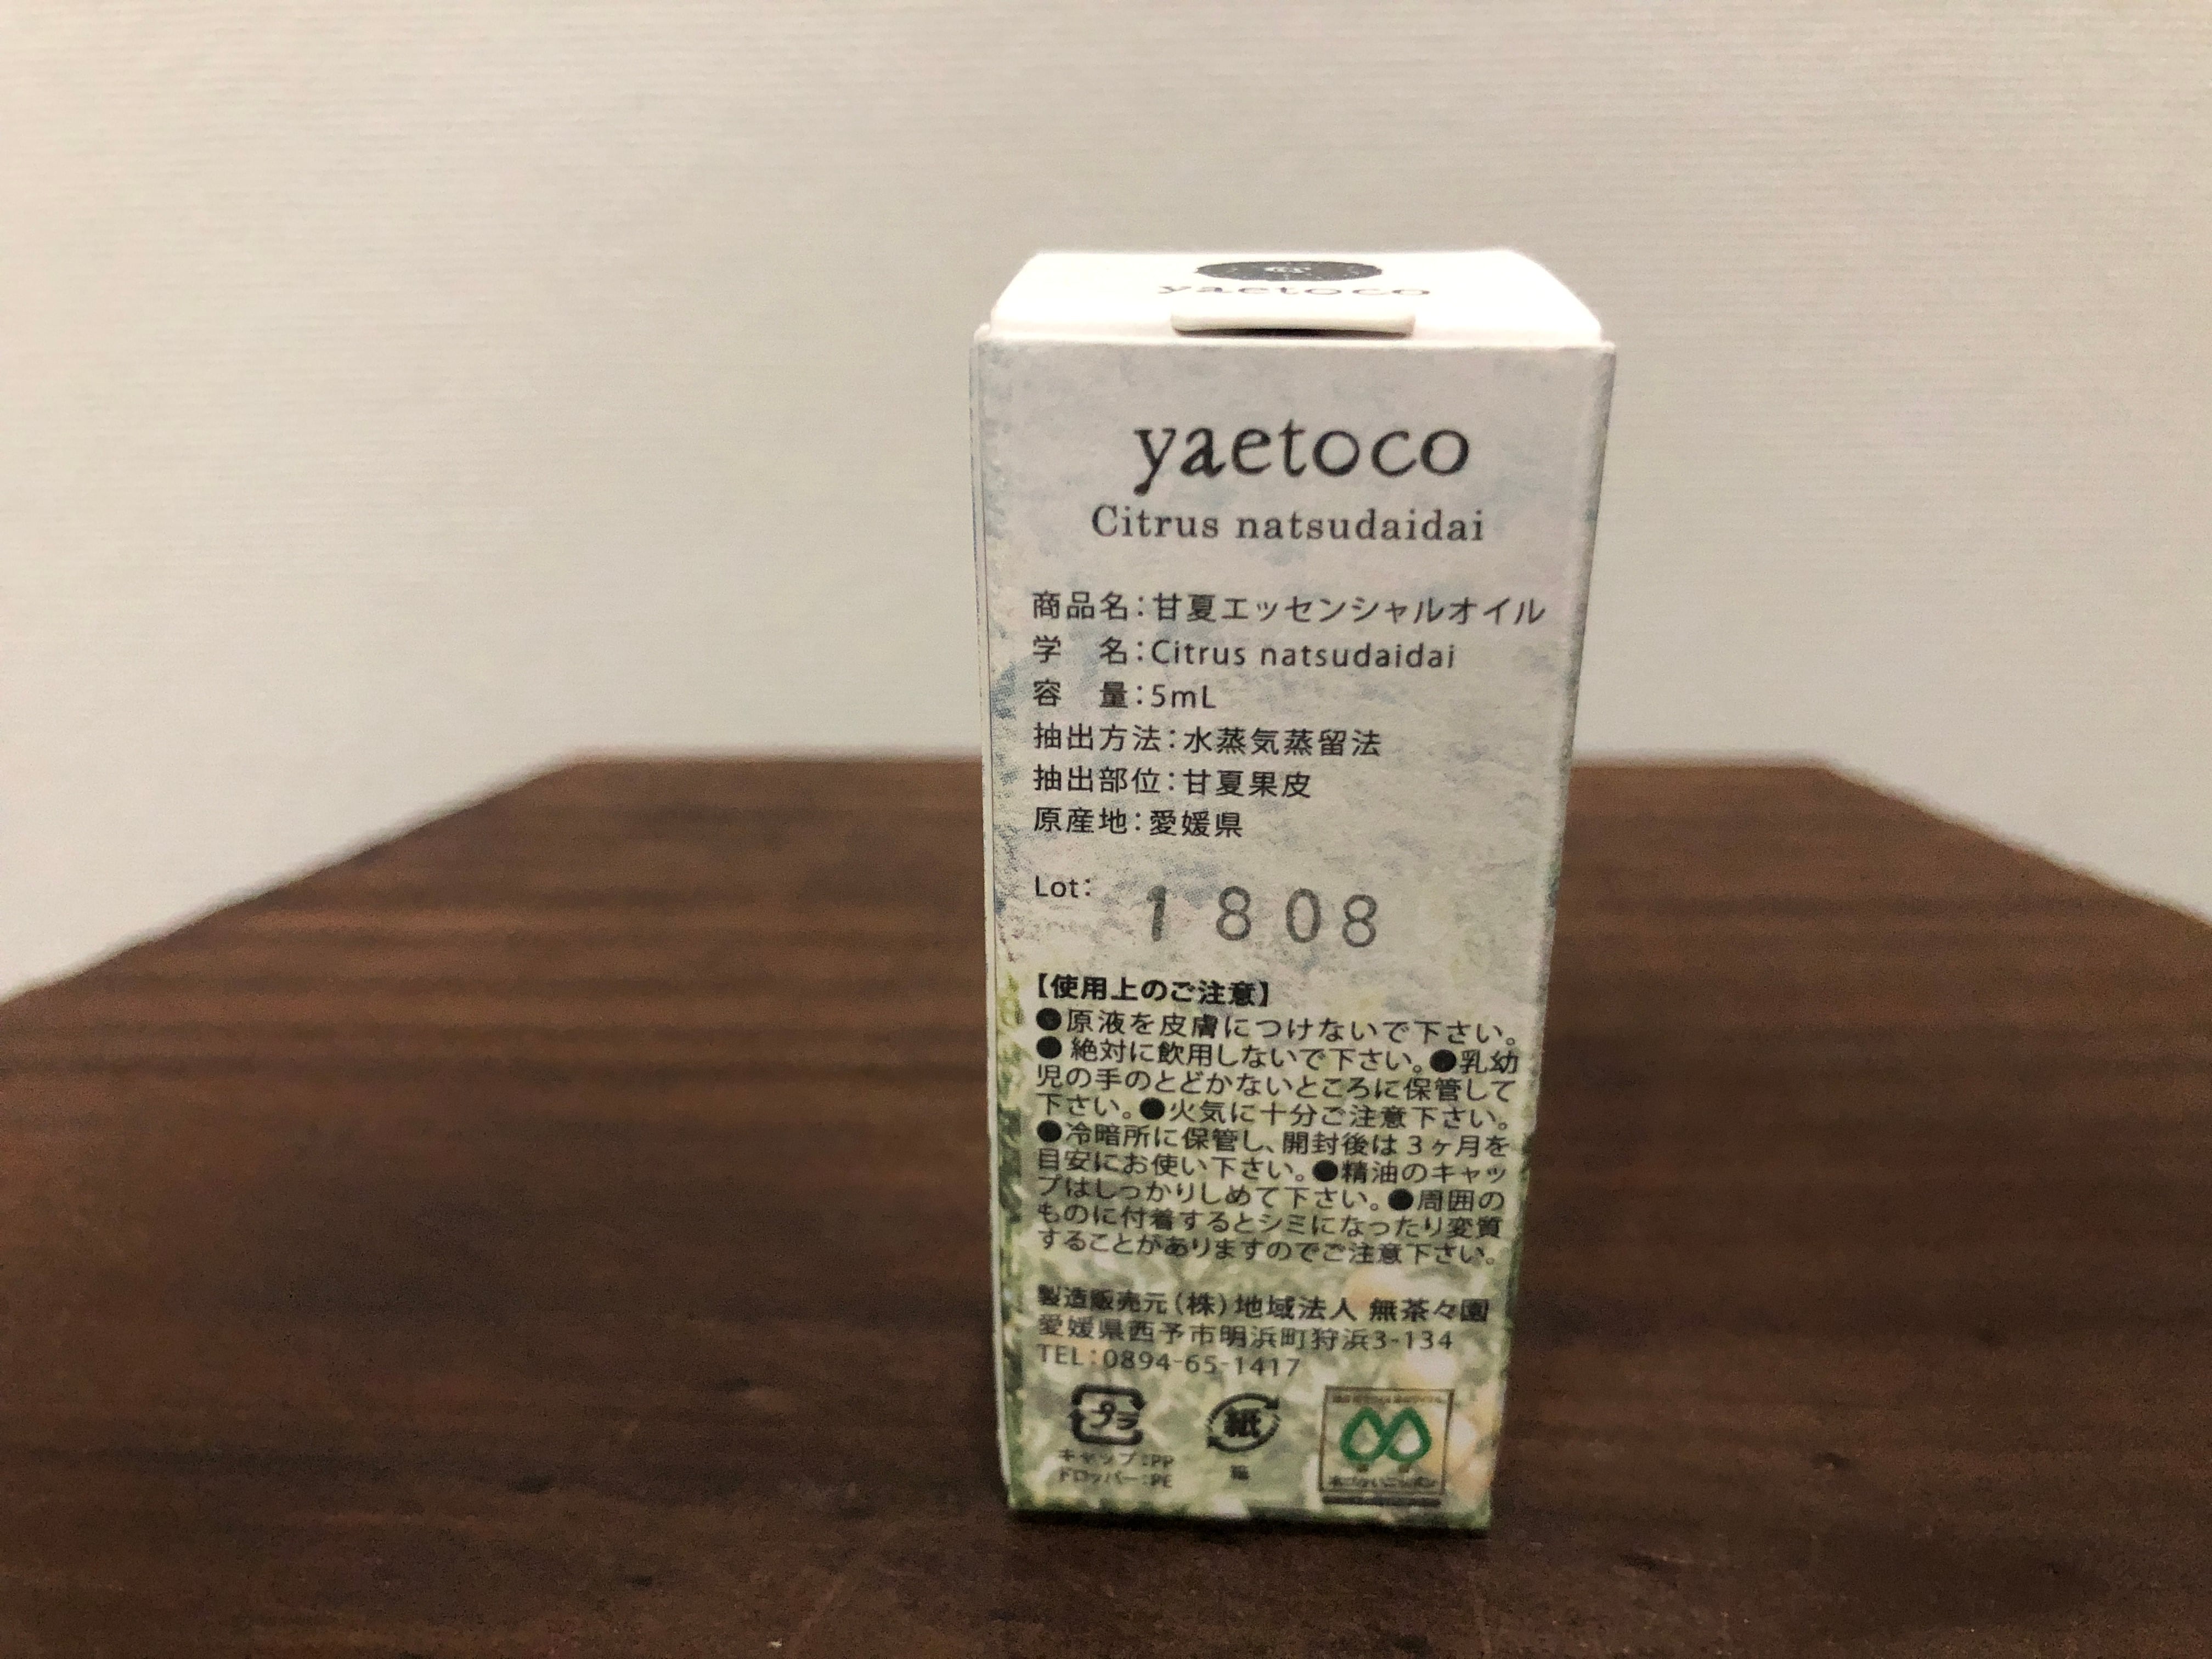 yaetoco
yaetoco
Citrus natsudaidai
商品名：甘夏エッセンシャルオイル
学　名：Citrus natsudaidai
容　量：5mL
抽出方法：水蒸気蒸留法
抽出部位：甘夏果皮
原産地：愛媛県
Lot： 1808
【使用上のご注意】
●原液を皮膚につけないで下さい。
●絶対に飲用しないで下さい。●乳幼
児の手のとどかないところに保管して
下さい。●火気に十分ご注意下さい。
●冷暗所に保管し、開封後は3ヶ月を
目安にお使い下さい。●精油のキャッ
プはしっかりしめて下さい。●周囲の
ものに付着するとシミになったり変質
することがありますのでご注意下さい。
製造販売元（株）地域法人 無茶々園
愛媛県西予市明浜町狩浜3-134
TEL：0894-65-1417
プラ 紙
キャップ：PP
ドロッパー：PE 箱
木づかいニッポン